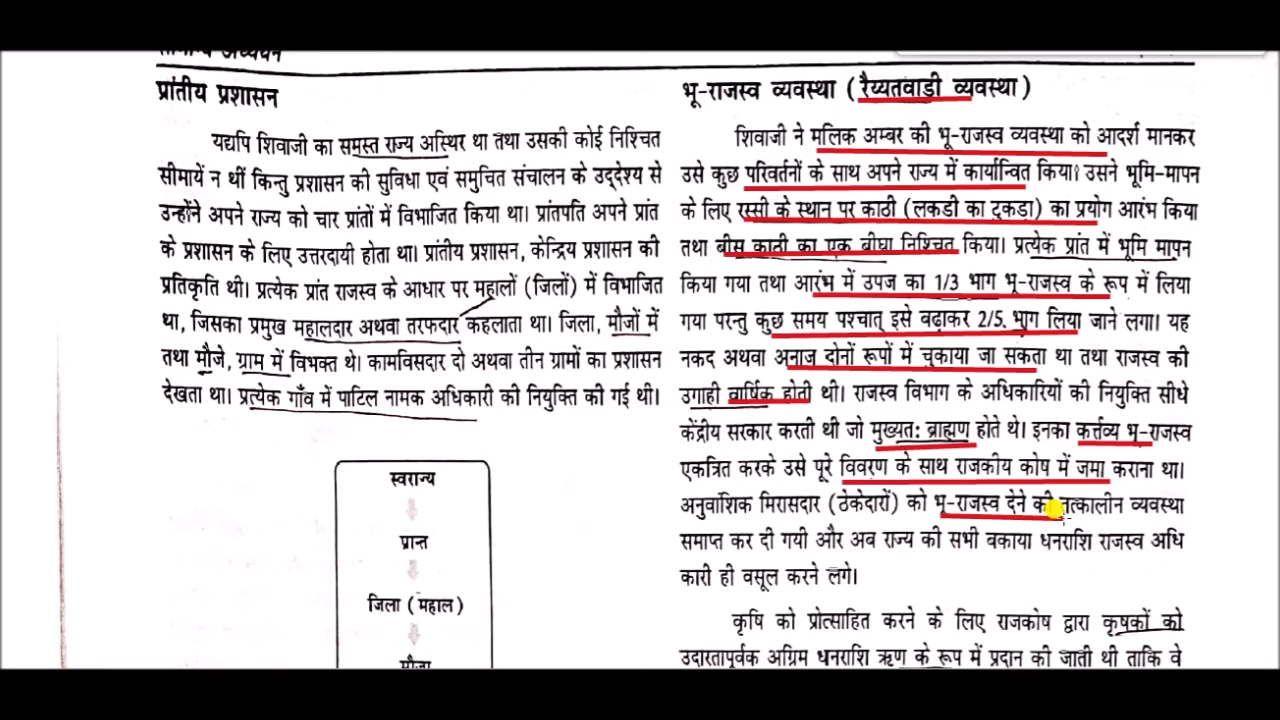 सामान्य अध्ययन
प्रांतीय प्रशासन
यद्यपि शिवाजी का समस्त राज्य अस्थिर था तथा उसकी कोई निश्चित
सीमायें न थीं किन्तु प्रशासन की सुविधा एवं समुचित संचालन के उद्देश्य से
उन्होंने अपने राज्य को चार प्रांतों में विभाजित किया था। प्रांतपति अपने प्रांत
के प्रशासन के लिए उत्तरदायी होता था। प्रांतीय प्रशासन, केन्द्रिय प्रशासन की
प्रतिकृति थी। प्रत्येक प्रांत राजस्व के आधार पर महालों (जिलों) में विभाजित
था, जिसका प्रमुख महालदार अथवा तरफदार कहलाता था। जिला, मौजों में
तथा मौजे, ग्राम में विभक्त थे। कामविसदार दो अथवा तीन ग्रामों का प्रशासन
देखता था। प्रत्येक गाँव में पाटिल नामक अधिकारी की नियुक्ति की गई थी।
स्वराज्य
प्रान्त
जिला (महाल)
मौजा
भू-राजस्व व्यवस्था (रैय्यतवाडी व्यवस्था)
शिवाजी ने मलिक अम्बर की भू-राजस्व व्यवस्था को आदर्श मानकर
उसे कुछ परिवर्तनों के साथ अपने राज्य में कार्यान्वित किया। उसने भूमि-मापन
के लिए रस्सी के स्थान पर काठी (लकडी का टुकड़ा) का प्रयोग आरंभ किया
तथा बीस काठी का एक बीघा निश्चित किया। प्रत्येक प्रांत में भूमि मापन
किया गया तथा आरंभ में उपज का 1/3 भाग भू-राजस्व के रूप में लिया
गया परन्तु कुछ समय पश्चात् इसे बढ़ाकर 2/5. भाग लिया जाने लगा। यह
नकद अथवा अनाज दोनों रूपों में चुकाया जा सकता था तथा राजस्व की
उगाही वार्षिक होती थी। राजस्व विभाग के अधिकारियों की नियुक्ति सीधे
केंद्रीय सरकार करती थी जो मुख्यत: ब्राह्मण होते थे। इनका कर्त्तव्य भू-राजस्व
एकत्रित करके उसे पूरे विवरण के साथ राजकीय कोष में जमा कराना था।
अनुवांशिक मिरासदार (ठेकेदारों) को भू-राजस्व देने की तत्कालीन व्यवस्था
समाप्त कर दी गयी और अब राज्य की सभी वकाया धनराशि राजस्व अधि
कारी ही वसूल करने लगे।
कृषि को प्रोत्साहित करने के लिए राजकोष द्वारा कृषकों को
उदारतापूर्वक अग्रिम धनराशि ऋण के रूप में प्रदान की जाती थी ताकि वे